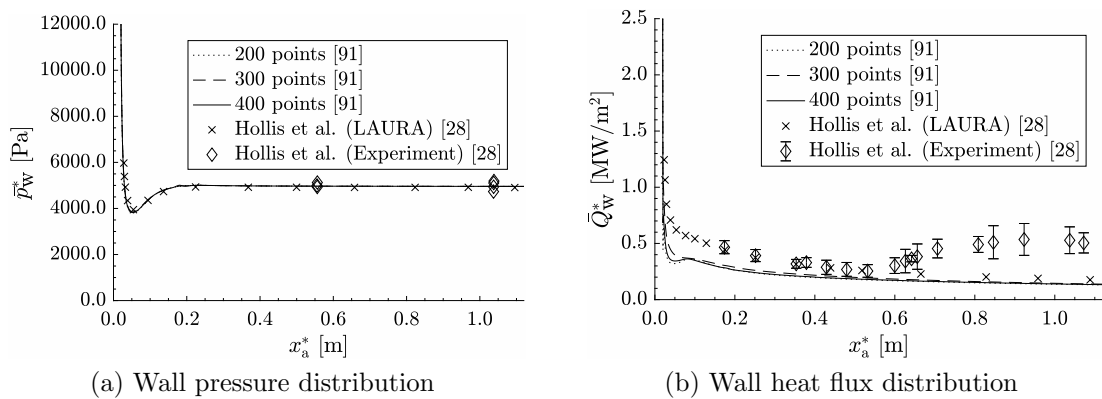 12000.0
10000.0
8000.0
6000.0
4000.0
2000.0
0.0
p̅*w [Pa]
200 points [91]
300 points [91]
400 points [91]
Hollis et al. (LAURA) [28]
Hollis et al. (Experiment) [28]
0.0 0.2 0.4 0.6 0.8 1.0
x*a [m]
(a) Wall pressure distribution
2.5
2.0
1.5
1.0
0.5
0.0
Q̅*w [MW/m²]
200 points [91]
300 points [91]
400 points [91]
Hollis et al. (LAURA) [28]
Hollis et al. (Experiment) [28]
0.0 0.2 0.4 0.6 0.8 1.0
x*a [m]
(b) Wall heat flux distribution